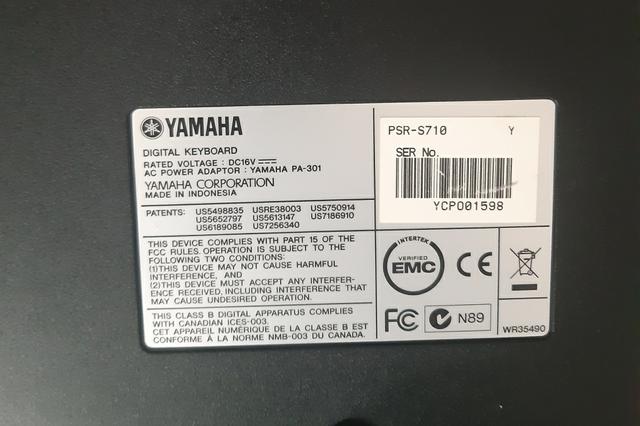 YAMAHA
DIGITAL KEYBOARD
RATED VOLTAGE : DC16V
AC POWER ADAPTOR : YAMAHA PA-301
YAMAHA CORPORATION
MADE IN INDONESIA
PATENTS: US5498835 USRE38003 US5750914
US5652797 US5613147 US7186910
US6189085 US7256340
THIS DEVICE COMPLIES WITH PART 15 OF THE
FCC RULES. OPERATION IS SUBJECT TO THE
FOLLOWING TWO CONDITIONS:
(1)THIS DEVICE MAY NOT CAUSE HARMFUL
INTERFERENCE, AND
(2)THIS DEVICE MUST ACCEPT ANY INTERFER-
ENCE RECEIVED, INCLUDING INTERFERENCE THAT
MAY CAUSE UNDESIRED OPERATION.
THIS CLASS B DIGITAL APPARATUS COMPLIES
WITH CANADIAN ICES-003.
CET APPAREIL NUMÉRIQUE DE LA CLASSE B EST
CONFORME À LA NORME NMB-003 DU CANADA.
PSR-S710 Y
SER No.
YCP001598
INTERTEK
VERIFIED
EMC
CE
FC
N89
WR35490